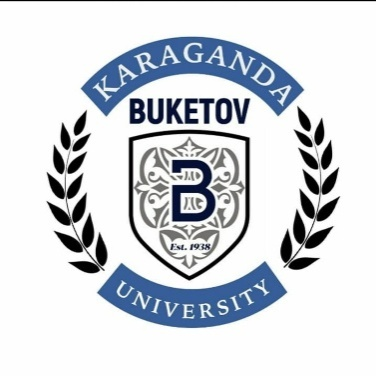 KARAGANDA
BUKETOV
B
Est. 1938
UNIVERSITY